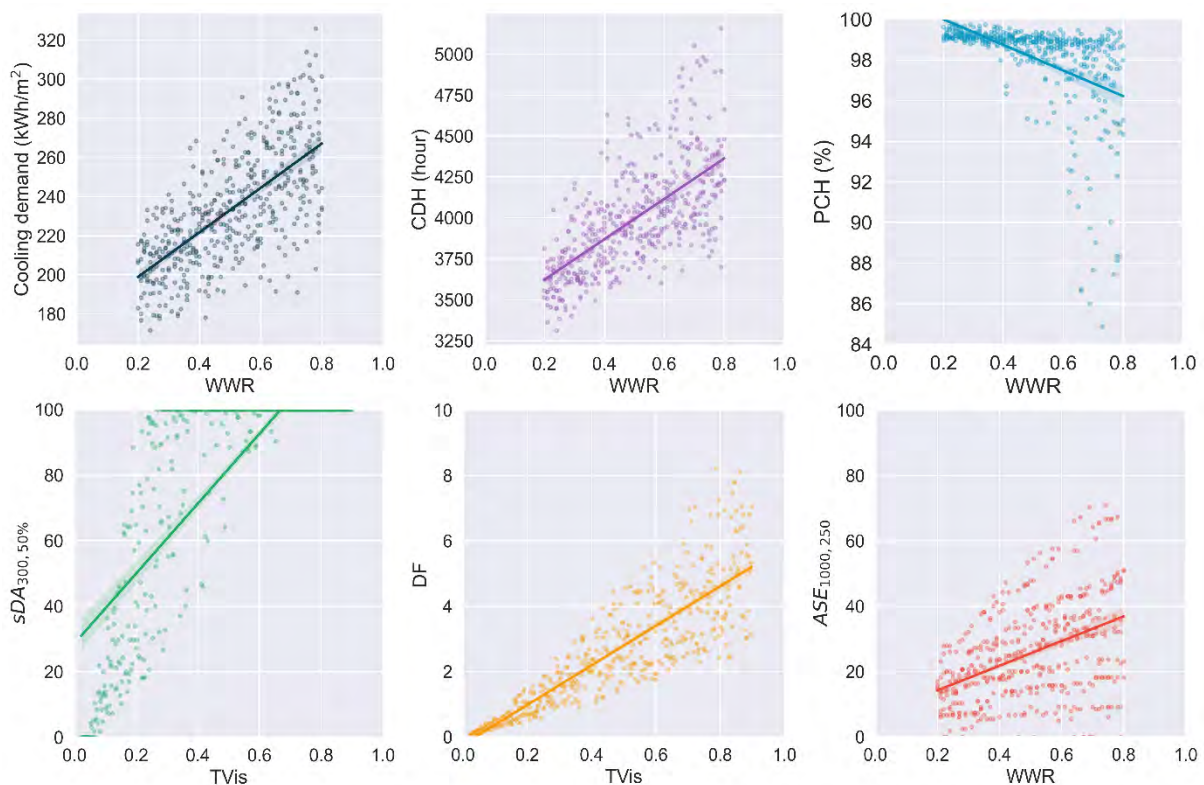 Cooling demand (kWh/m²)
320
300
280
260
240
220
200
180
0.0 0.2 0.4 0.6 0.8 1.0
WWR
CDH (hour)
5000
4750
4500
4250
4000
3750
3500
3250
0.0 0.2 0.4 0.6 0.8 1.0
WWR
PCH (%)
100
98
96
94
92
90
88
86
84
0.0 0.2 0.4 0.6 0.8 1.0
WWR
sDA300,50%
100
80
60
40
20
0
0.0 0.2 0.4 0.6 0.8 1.0
TVis
DF
10
8
6
4
2
0
0.0 0.2 0.4 0.6 0.8 1.0
TVis
ASE1000,250
100
80
60
40
20
0
0.0 0.2 0.4 0.6 0.8 1.0
WWR